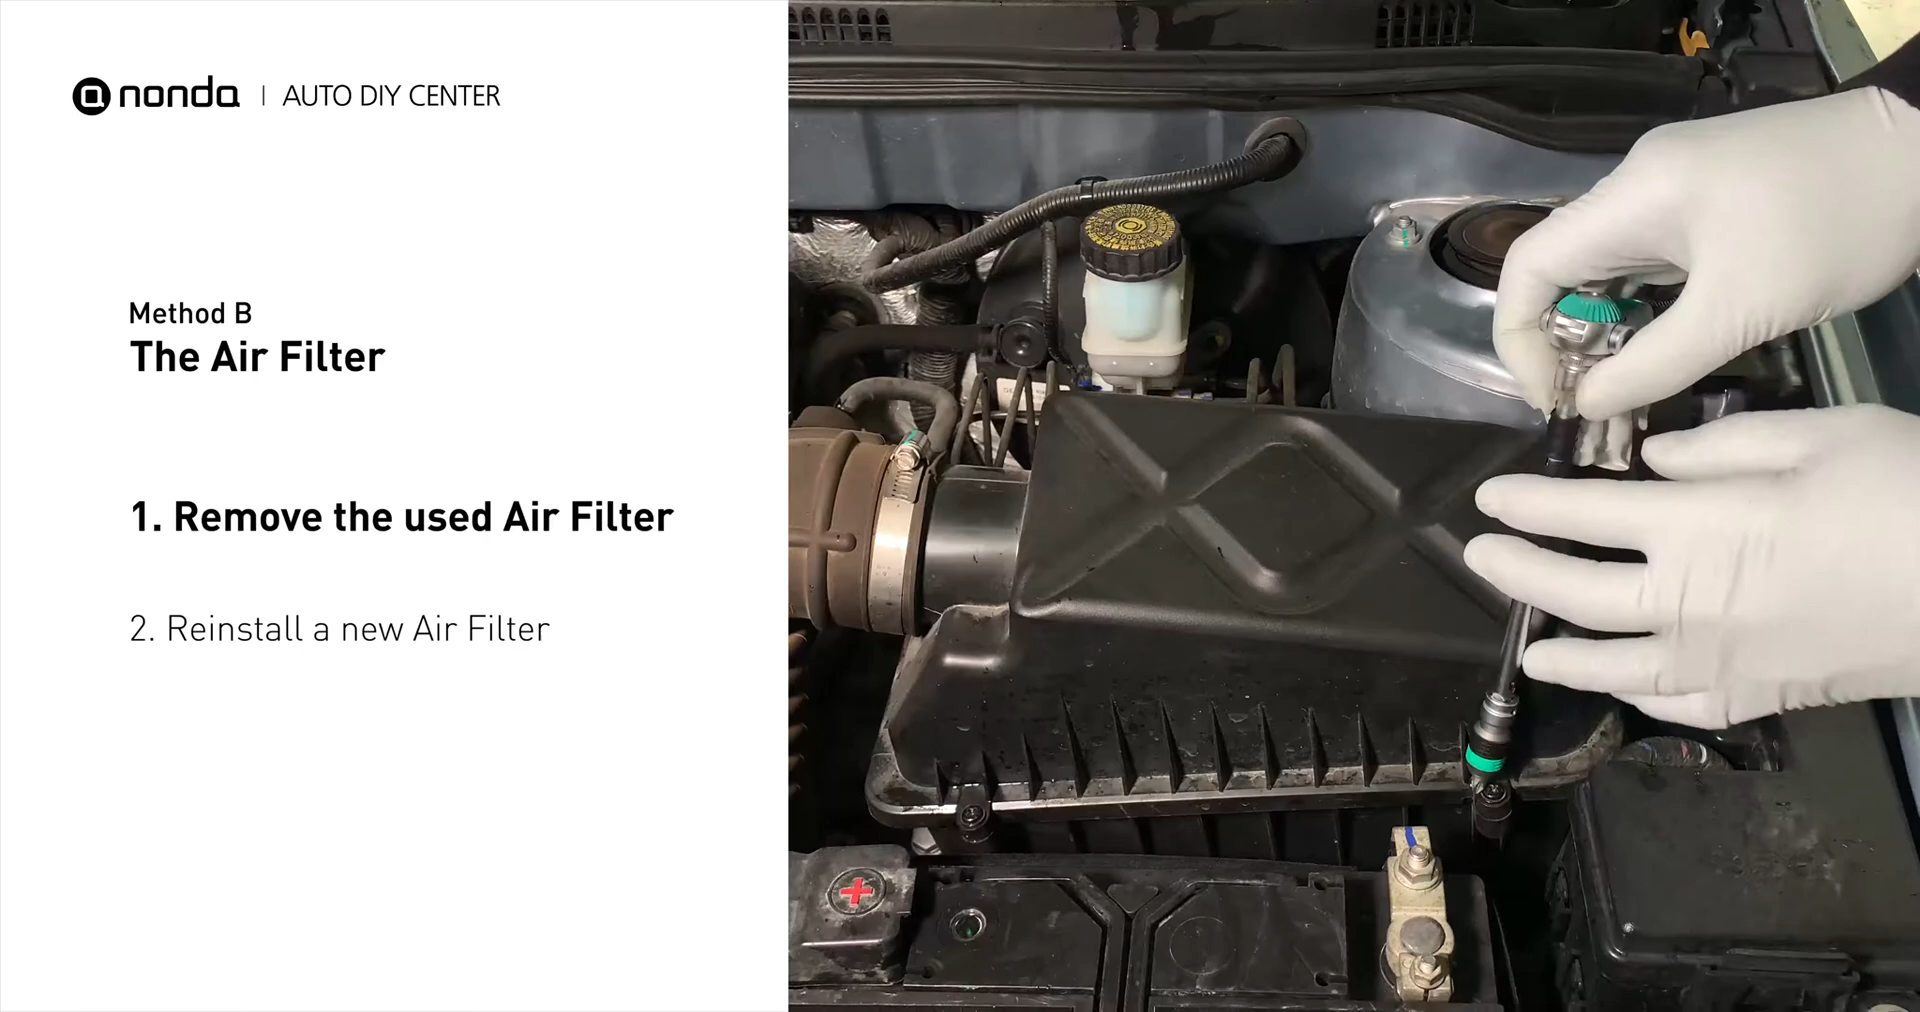 nonda | AUTO DIY CENTER
Method B
The Air Filter
1. Remove the used Air Filter
2. Reinstall a new Air Filter